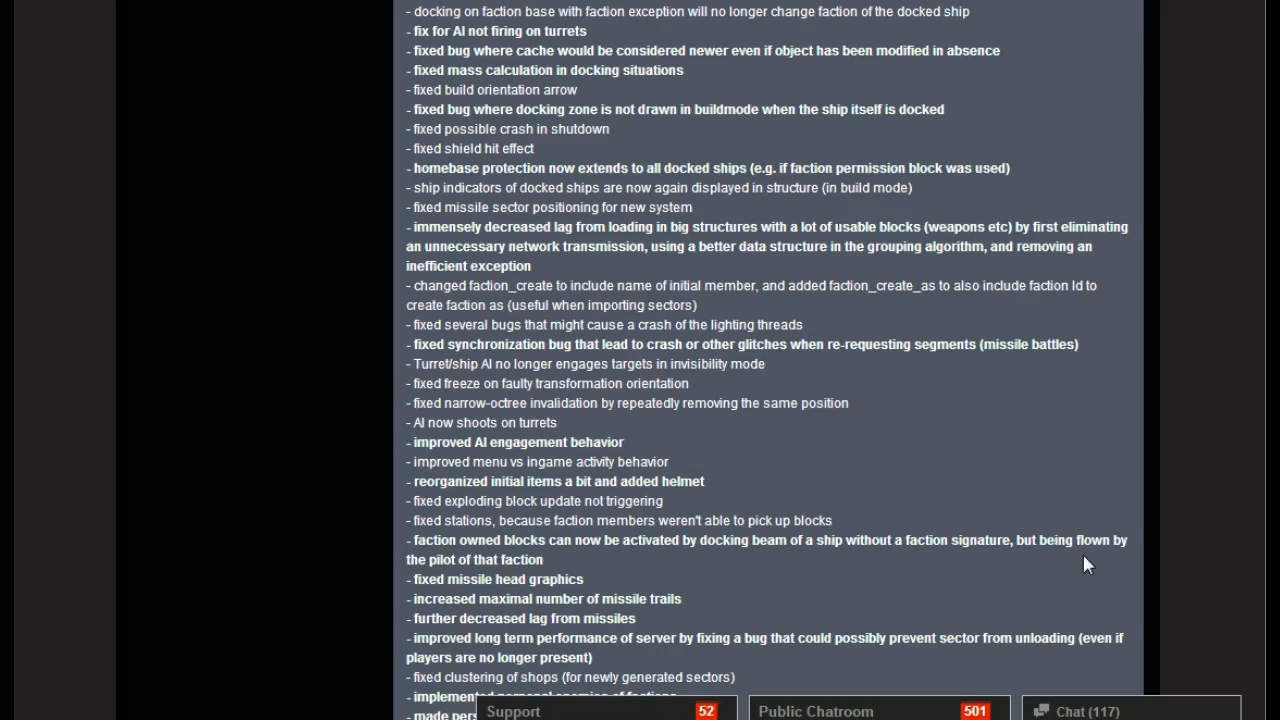 - docking on faction base with faction exception will no longer change faction of the docked ship
- fix for AI not firing on turrets
- fixed bug where cache would be considered newer even if object has been modified in absence
- fixed mass calculation in docking situations
- fixed build orientation arrow
- fixed bug where docking zone is not drawn in buildmode when the ship itself is docked
- fixed possible crash in shutdown
- fixed shield hit effect
- homebase protection now extends to all docked ships (e.g. if faction permission block was used)
- ship indicators of docked ships are now again displayed in structure (in build mode)
- fixed missile sector positioning for new system
- immensely decreased lag from loading in big structures with a lot of usable blocks (weapons etc) by first eliminating
an unnecessary network transmission, using a better data structure in the grouping algorithm, and removing an
inefficient exception
- changed faction_create to include name of initial member, and added faction_create_as to also include faction Id to
create faction as (useful when importing sectors)
- fixed several bugs that might cause a crash of the lighting threads
- fixed synchronization bug that lead to crash or other glitches when re-requesting segments (missile battles)
- Turret/ship AI no longer engages targets in invisibility mode
- fixed freeze on faulty transformation orientation
- fixed narrow-octree invalidation by repeatedly removing the same position
- AI now shoots on turrets
- improved AI engagement behavior
- improved menu vs ingame activity behavior
- reorganized initial items a bit and added helmet
- fixed exploding block update not triggering
- fixed stations, because faction members weren't able to pick up blocks
- faction owned blocks can now be activated by docking beam of a ship without a faction signature, but being flown by
the pilot of that faction
- fixed missile head graphics
- increased maximal number of missile trails
- further decreased lag from missiles
- improved long term performance of server by fixing a bug that could possibly prevent sector from unloading (even if
players are no longer present)
- fixed clustering of shops (for newly generated sectors)
- implemented
- made
Support 52
Public Chatroom 501
Chat (117)